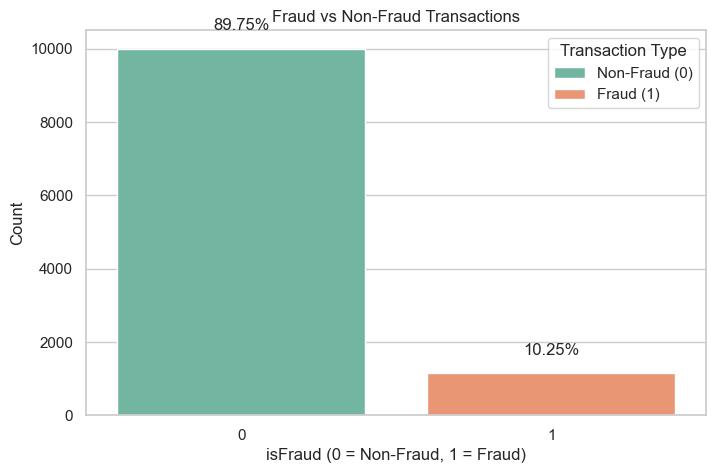 Fraud vs Non-Fraud Transactions
89.75%
10000
8000
6000
4000
2000
0
Count
Transaction Type
Non-Fraud (0)
Fraud (1)
10.25%
0
1
isFraud (0 = Non-Fraud, 1 = Fraud)